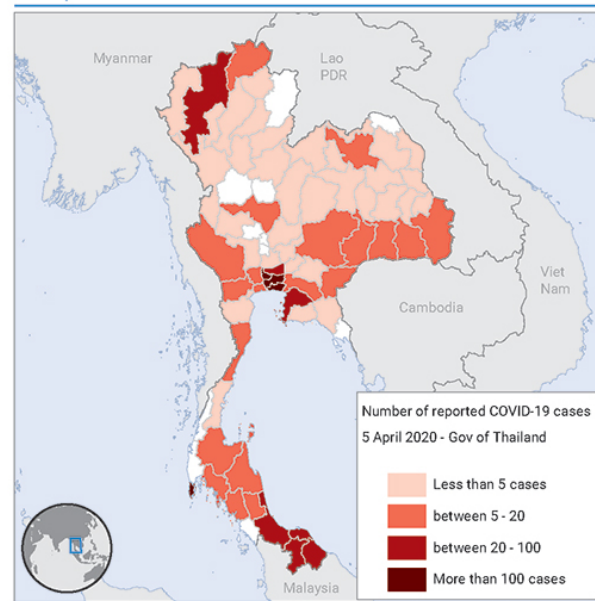 Myanmar
Lao
PDR
Viet
Nam
Cambodia
Number of reported COVID-19 cases
5 April 2020 - Gov of Thailand
Less than 5 cases
between 5 - 20
between 20 - 100
More than 100 cases
Malaysia